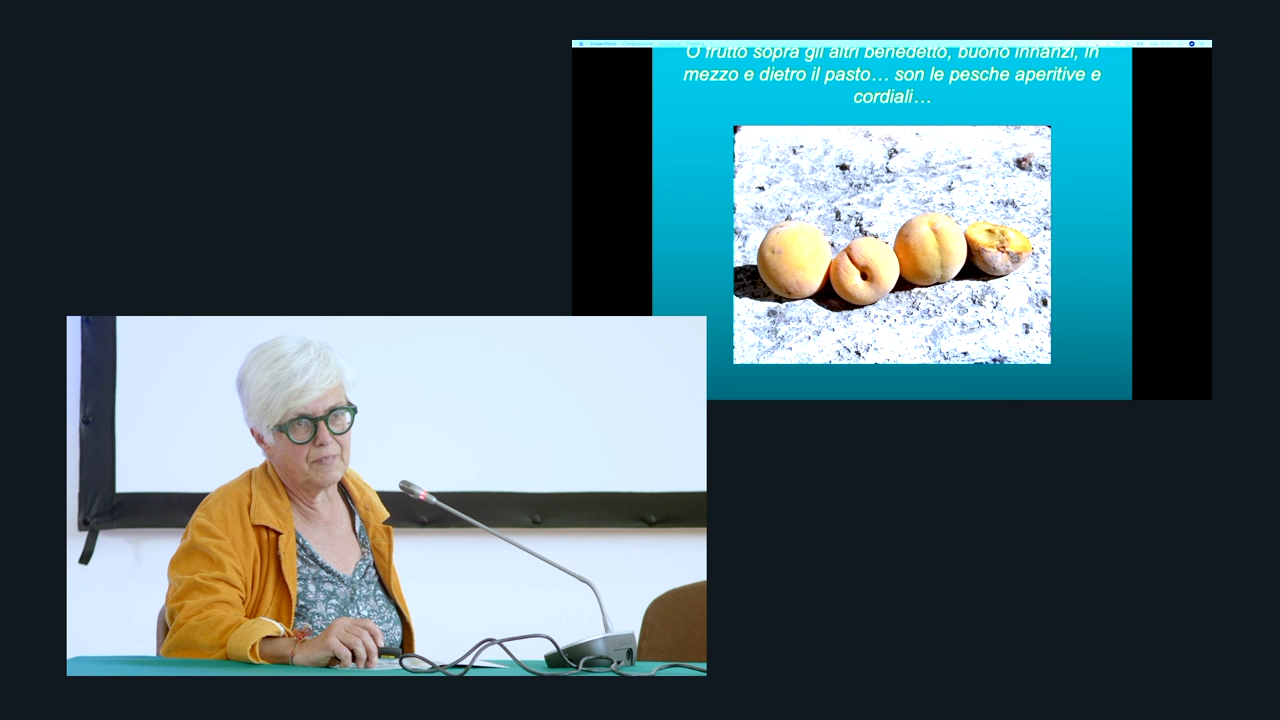 O frutto sopra gli altri benedetto, buono innanzi, in
mezzo e dietro il pasto… son le pesche aperitive e
cordiali…